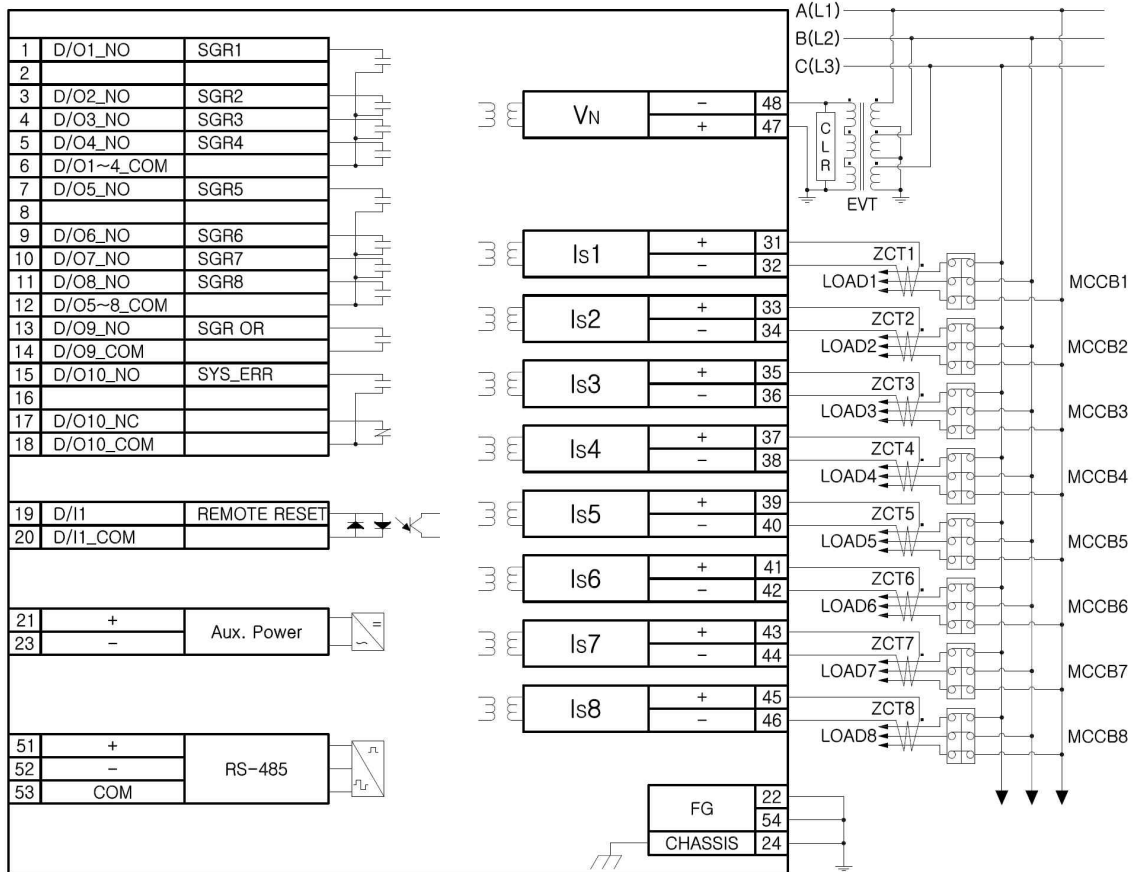 A(L1)
B(L2)
C(L3)
1 D/O1_NO SGR1
2
3 D/O2_NO SGR2
4 D/O3_NO SGR3
5 D/O4_NO SGR4
6 D/O1~4_COM
7 D/O5_NO SGR5
8
9 D/O6_NO SGR6
10 D/O7_NO SGR7
11 D/O8_NO SGR8
12 D/O5~8_COM
13 D/O9_NO SGR OR
14 D/O9_COM
15 D/O10_NO SYS_ERR
16
17 D/O10_NC
18 D/O10_COM
19 D/I1 REMOTE RESET
20 D/I1_COM
21 +
23 −
Aux. Power
51 +
52 −
53 COM
RS-485
VN
− 48
+ 47
CLR
EVT
Is1
+ 31
− 32
ZCT1
LOAD1
MCCB1
Is2
+ 33
− 34
ZCT2
LOAD2
MCCB2
Is3
+ 35
− 36
ZCT3
LOAD3
MCCB3
Is4
+ 37
− 38
ZCT4
LOAD4
MCCB4
Is5
+ 39
− 40
ZCT5
LOAD5
MCCB5
Is6
+ 41
− 42
ZCT6
LOAD6
MCCB6
Is7
+ 43
− 44
ZCT7
LOAD7
MCCB7
Is8
+ 45
− 46
ZCT8
LOAD8
MCCB8
FG
22
54
CHASSIS 24